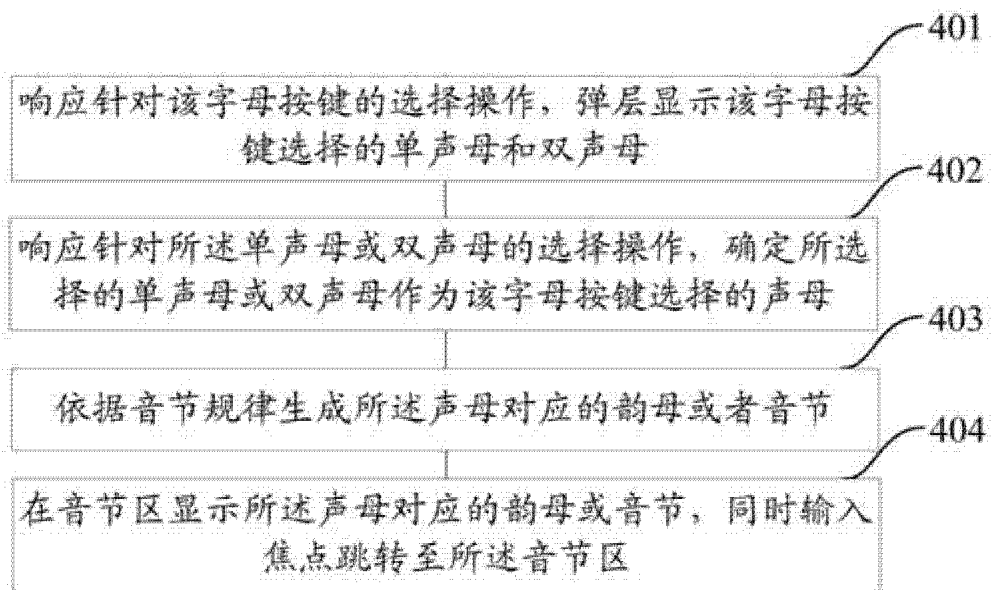 401
响应针对该字母按键的选择操作，弹层显示该字母按
键选择的单声母和双声母
402
响应针对所述单声母或双声母的选择操作，确定所选
择的单声母或双声母作为该字母按键选择的声母
403
依据音节规律生成所述声母对应的韵母或者音节
404
在音节区显示所述声母对应的韵母或音节，同时输入
焦点跳转至所述音节区